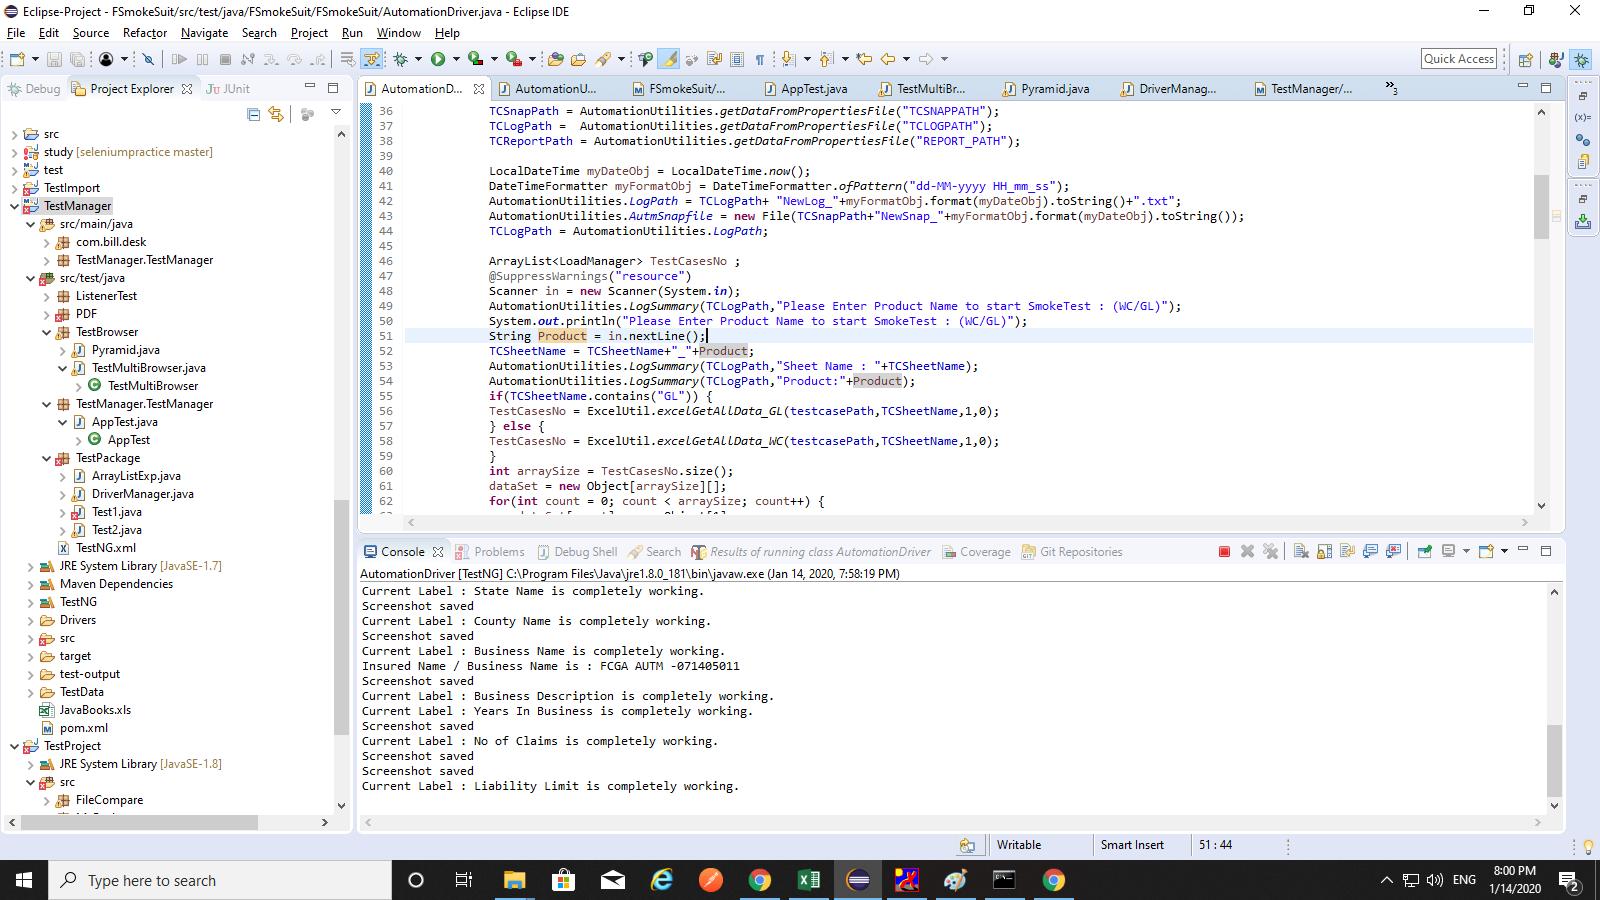 Eclipse-Project - FSmokeSuit/src/test/java/FSmokeSuit/FSmokeSuit/AutomationDriver.java - Eclipse IDE
File Edit Source Refactor Navigate Search Project Run Window Help
Quick Access
Debug Project Explorer JUnit
src
study [seleniumpractice master]
test
TestImport
TestManager
src/main/java
com.bill.desk
TestManager.TestManager
src/test/java
ListenerTest
PDF
TestBrowser
Pyramid.java
TestMultiBrowser.java
TestMultiBrowser
TestManager.TestManager
AppTest.java
AppTest
TestPackage
ArrayListExp.java
DriverManager.java
Test1.java
Test2.java
TestNG.xml
JRE System Library [JavaSE-1.7]
Maven Dependencies
TestNG
Drivers
src
target
test-output
TestData
JavaBooks.xls
pom.xml
TestProject
JRE System Library [JavaSE-1.8]
src
FileCompare
AutomationD... AutomationU... FSmokeSuit/... AppTest.java TestMultiBr... Pyramid.java DriverManag... TestManager/... »3
36 TCSnapPath = AutomationUtilities.getDataFromPropertiesFile("TCSNAPPATH");
37 TCLogPath = AutomationUtilities.getDataFromPropertiesFile("TCLOGPATH");
38 TCReportPath = AutomationUtilities.getDataFromPropertiesFile("REPORT_PATH");
39
40 LocalDateTime myDateObj = LocalDateTime.now();
41 DateTimeFormatter myFormatObj = DateTimeFormatter.ofPattern("dd-MM-yyyy HH_mm_ss");
42 AutomationUtilities.LogPath = TCLogPath+ "NewLog_"+myFormatObj.format(myDateObj).toString()+".txt";
43 AutomationUtilities.AutmSnapfile = new File(TCSnapPath+"NewSnap_"+myFormatObj.format(myDateObj).toString());
44 TCLogPath = AutomationUtilities.LogPath;
45
46 ArrayList<LoadManager> TestCasesNo ;
47 @SuppressWarnings("resource")
48 Scanner in = new Scanner(System.in);
49 AutomationUtilities.LogSummary(TCLogPath,"Please Enter Product Name to start SmokeTest : (WC/GL)");
50 System.out.println("Please Enter Product Name to start SmokeTest : (WC/GL)");
51 String Product = in.nextLine();
52 TCSheetName = TCSheetName+"_"+Product;
53 AutomationUtilities.LogSummary(TCLogPath,"Sheet Name : "+TCSheetName);
54 AutomationUtilities.LogSummary(TCLogPath,"Product:"+Product);
55 if(TCSheetName.contains("GL")) {
56 TestCasesNo = ExcelUtil.excelGetAllData_GL(testcasePath,TCSheetName,1,0);
57 } else {
58 TestCasesNo = ExcelUtil.excelGetAllData_WC(testcasePath,TCSheetName,1,0);
59 }
60 int arraySize = TestCasesNo.size();
61 dataSet = new Object[arraySize][];
62 for(int count = 0; count < arraySize; count++) {
Console Problems Debug Shell Search Results of running class AutomationDriver Coverage Git Repositories
AutomationDriver [TestNG] C:\Program Files\Java\jre1.8.0_181\bin\javaw.exe (Jan 14, 2020, 7:58:19 PM)
Current Label : State Name is completely working.
Screenshot saved
Current Label : County Name is completely working.
Screenshot saved
Current Label : Business Name is completely working.
Insured Name / Business Name is : FCGA AUTM -071405011
Screenshot saved
Current Label : Business Description is completely working.
Current Label : Years In Business is completely working.
Screenshot saved
Current Label : No of Claims is completely working.
Screenshot saved
Screenshot saved
Current Label : Liability Limit is completely working.
Writable Smart Insert 51 : 44
Type here to search
ENG
8:00 PM
1/14/2020
2